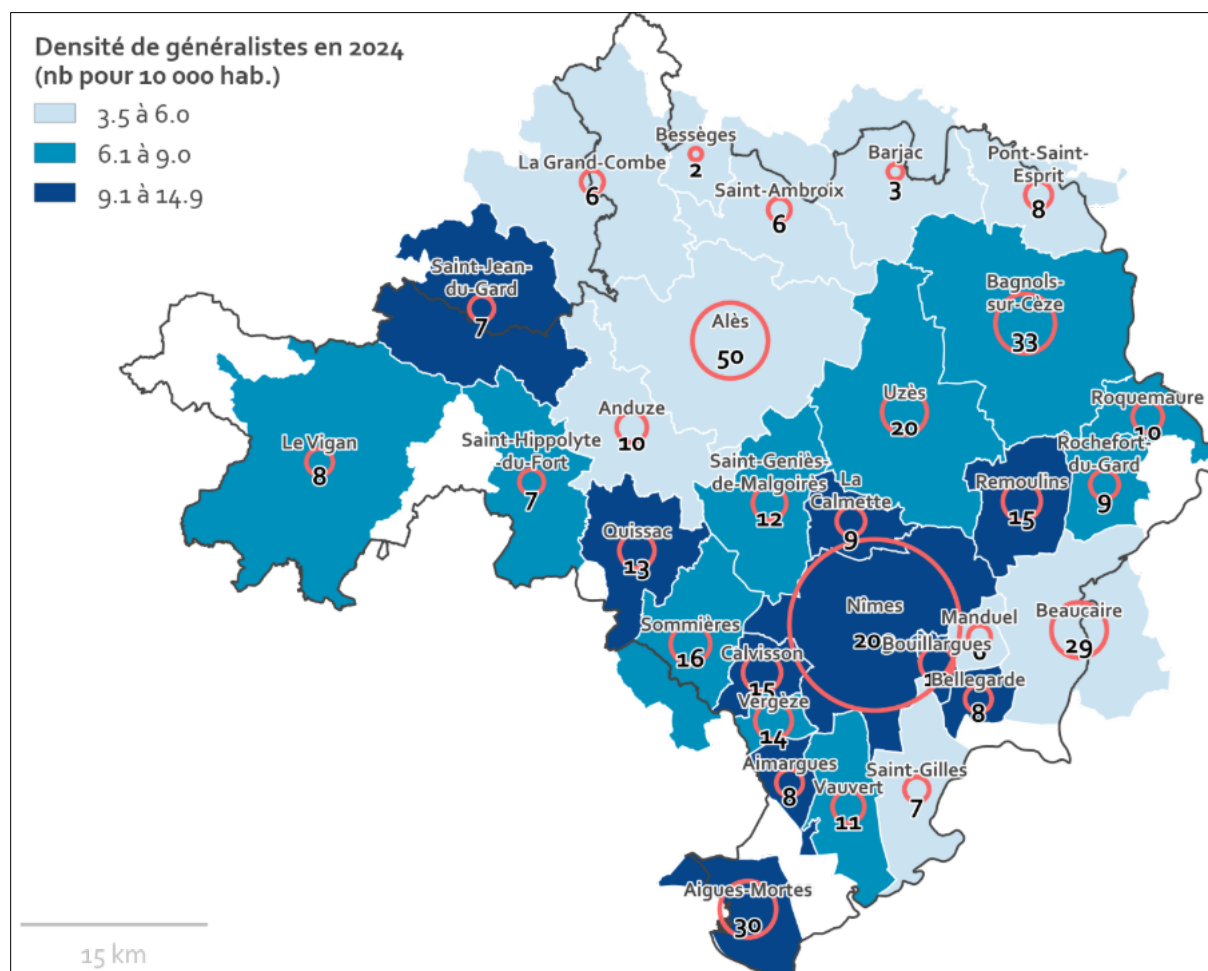 Densité de généralistes en 2024
(nb pour 10 000 hab.)
3.5 à 6.0
6.1 à 9.0
9.1 à 14.9
Bessèges
2
La Grand-Combe
6
Barjac
3
Pont-Saint-
Esprit
8
Saint-Ambroix
6
Saint-Jean-
du-Gard
7
Bagnols-
sur-Cèze
33
Alès
50
Uzès
20
Roquemaure
10
Anduze
10
Le Vigan
8
Saint-Hippolyte
-du-Fort
7
Rochefort-
du-Gard
9
Saint-Geniès-
de-Malgoirès
12
La
Calmette
9
Remoulins
15
Quissac
13
Nîmes
Manduel
Beaucaire
29
Sommières
16
Bouillargues
Calvisson
15
Bellegarde
8
Vergèze
14
Aimargues
8
Vauvert
11
Saint-Gilles
7
Aigues-Mortes
30
15 km